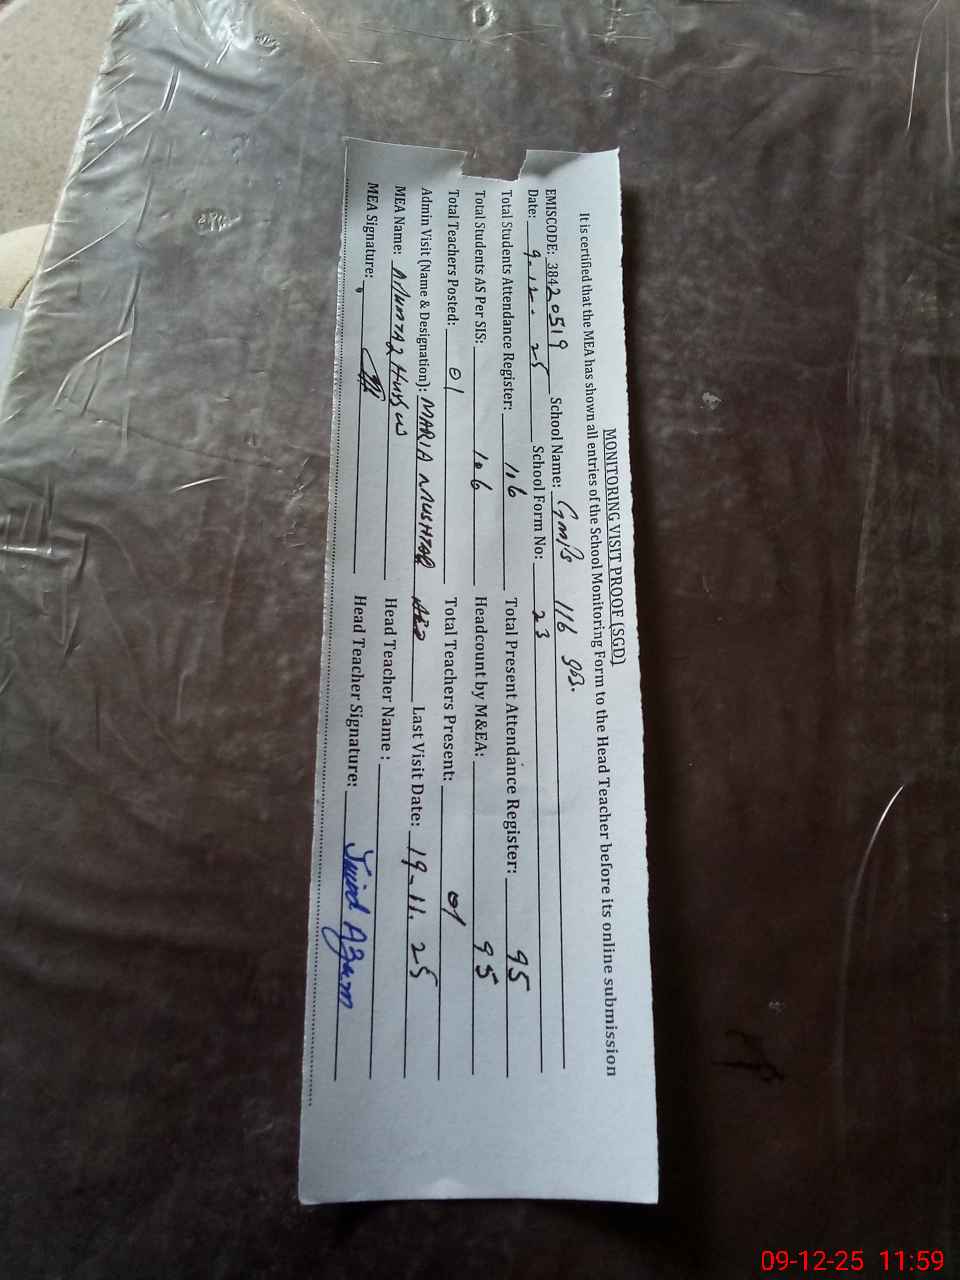 MONITORING VISIT PROOF (SGD)
It is certified that the MEA has shown all entries of the School Monitoring Form to the Head Teacher before its online submission
EMISCODE: 38420519 School Name: GMPS 116 SB.
Date: 9-12-25 School Form No: 23
Total Students Attendance Register: 106 Total Present Attendance Register: 95
Total Students AS Per SIS: 106 Headcount by M&EA: 95
Total Teachers Posted: 01 Total Teachers Present: 01
Admin Visit (Name & Designation): MARIA MUSHTAQ AEO Last Visit Date: 19-11-25
MEA Name: MUMTAZ Head Teacher Name :
MEA Signature: Head Teacher Signature: Azam
09-12-25 11:59